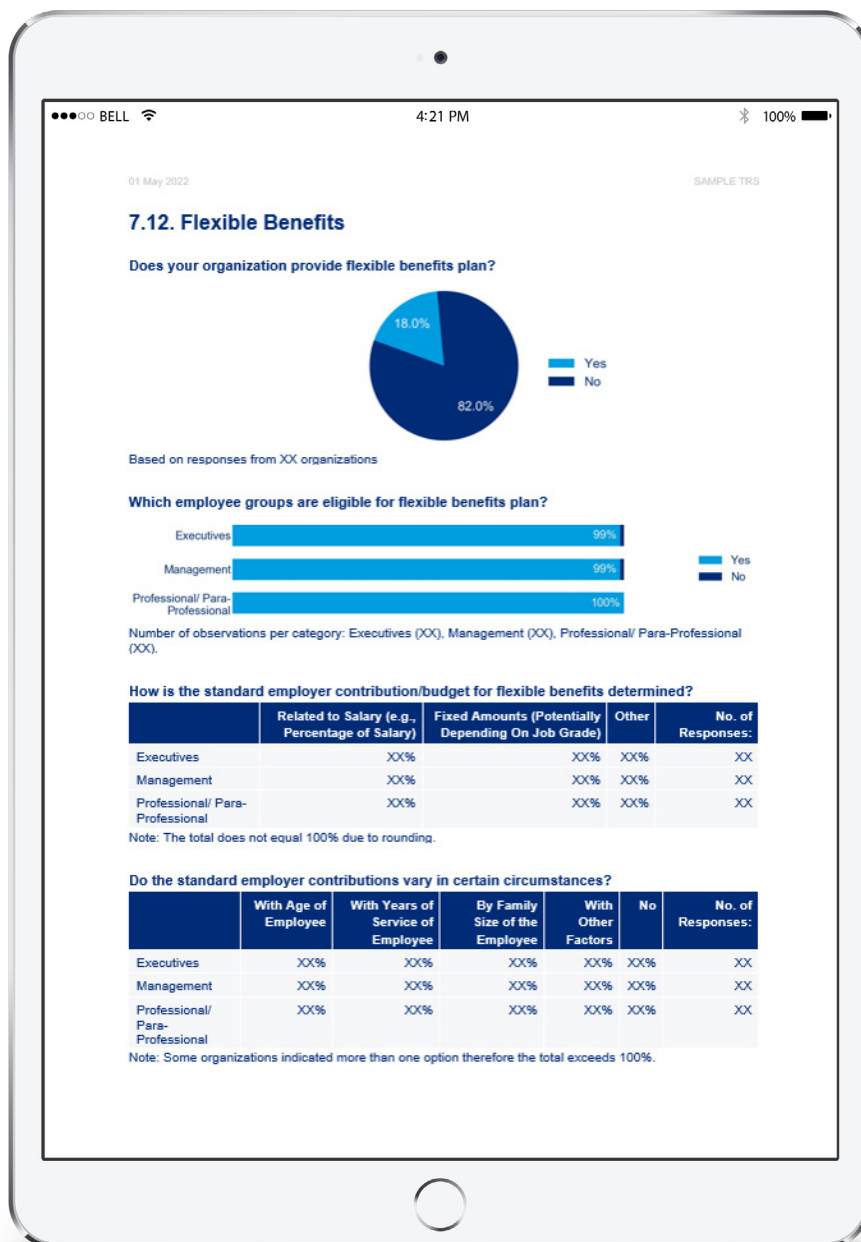 BELL 4:21 PM 100%
01 May 2022 SAMPLE TRS
7.12. Flexible Benefits
Does your organization provide flexible benefits plan?
18.0%
82.0%
Yes
No
Based on responses from XX organizations
Which employee groups are eligible for flexible benefits plan?
Executives 99%
Management 99%
Professional/ Para-
Professional 100%
Yes
No
Number of observations per category: Executives (XX), Management (XX), Professional/ Para-Professional
(XX).
How is the standard employer contribution/budget for flexible benefits determined?
Related to Salary (e.g., Fixed Amounts (Potentially Other No. of
Percentage of Salary) Depending On Job Grade) Responses:
Executives XX% XX% XX% XX
Management XX% XX% XX% XX
Professional/ Para- XX% XX% XX% XX
Professional
Note: The total does not equal 100% due to rounding.
Do the standard employer contributions vary in certain circumstances?
With Age of With Years of By Family With No No. of
Employee Service of Size of the Other Responses:
Employee Employee Factors
Executives XX% XX% XX% XX% XX% XX
Management XX% XX% XX% XX% XX% XX
Professional/ XX% XX% XX% XX% XX% XX
Para-
Professional
Note: Some organizations indicated more than one option therefore the total exceeds 100%.